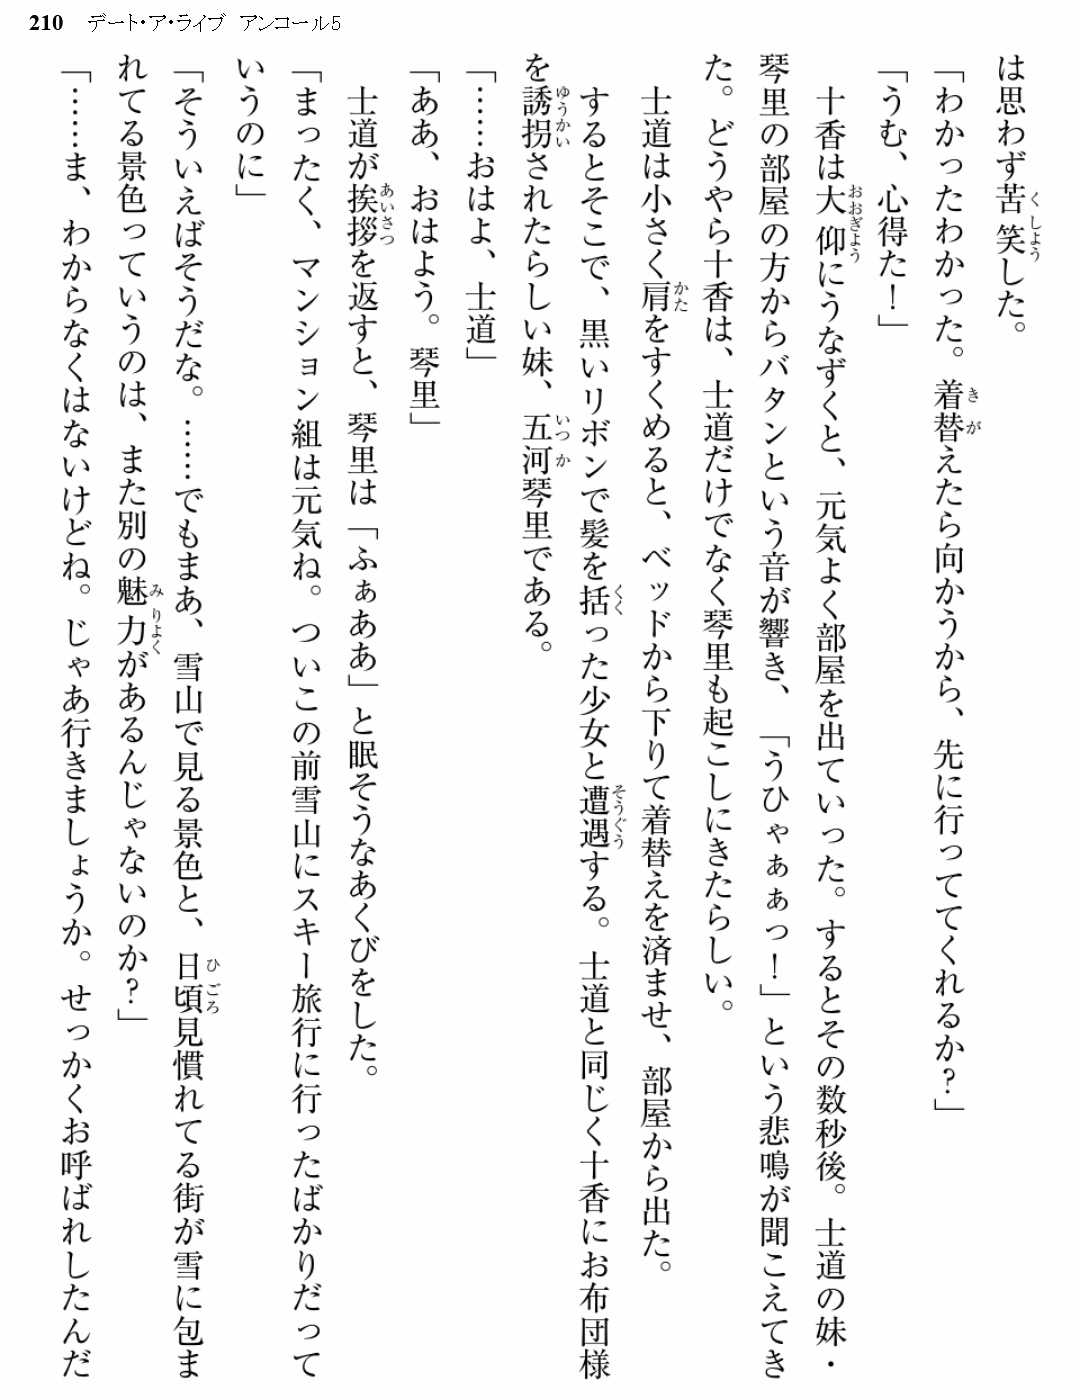 210 デート・ア・ライブ アンコール5
は思わず苦笑した。
「わかったわかった。着替えたら向かうから、先に行っててくれるか？」
「うむ、心得た！」
十香は大仰にうなずくと、元気よく部屋を出ていった。するとその数秒後。士道の妹・
琴里の部屋の方からバタンという音が響き、「うひゃぁぁっ！」という悲鳴が聞こえてき
た。どうやら十香は、士道だけでなく琴里も起こしにきたらしい。
士道は小さく肩をすくめると、ベッドから下りて着替えを済ませ、部屋から出た。
するとそこで、黒いリボンで髪を括った少女と遭遇する。士道と同じく十香にお布団様
を誘拐されたらしい妹、五河琴里である。
「……おはよ、士道」
「ああ、おはよう。琴里」
士道が挨拶を返すと、琴里は「ふぁああ」と眠そうなあくびをした。
「まったく、マンション組は元気ね。ついこの前雪山にスキー旅行に行ったばかりだって
いうのに」
「そういえばそうだな。……でもまあ、雪山で見る景色と、日頃見慣れてる街が雪に包ま
れてる景色っていうのは、また別の魅力があるんじゃないのか？」
「……ま、わからなくはないけどね。じゃあ行きましょうか。せっかくお呼ばれしたんだ